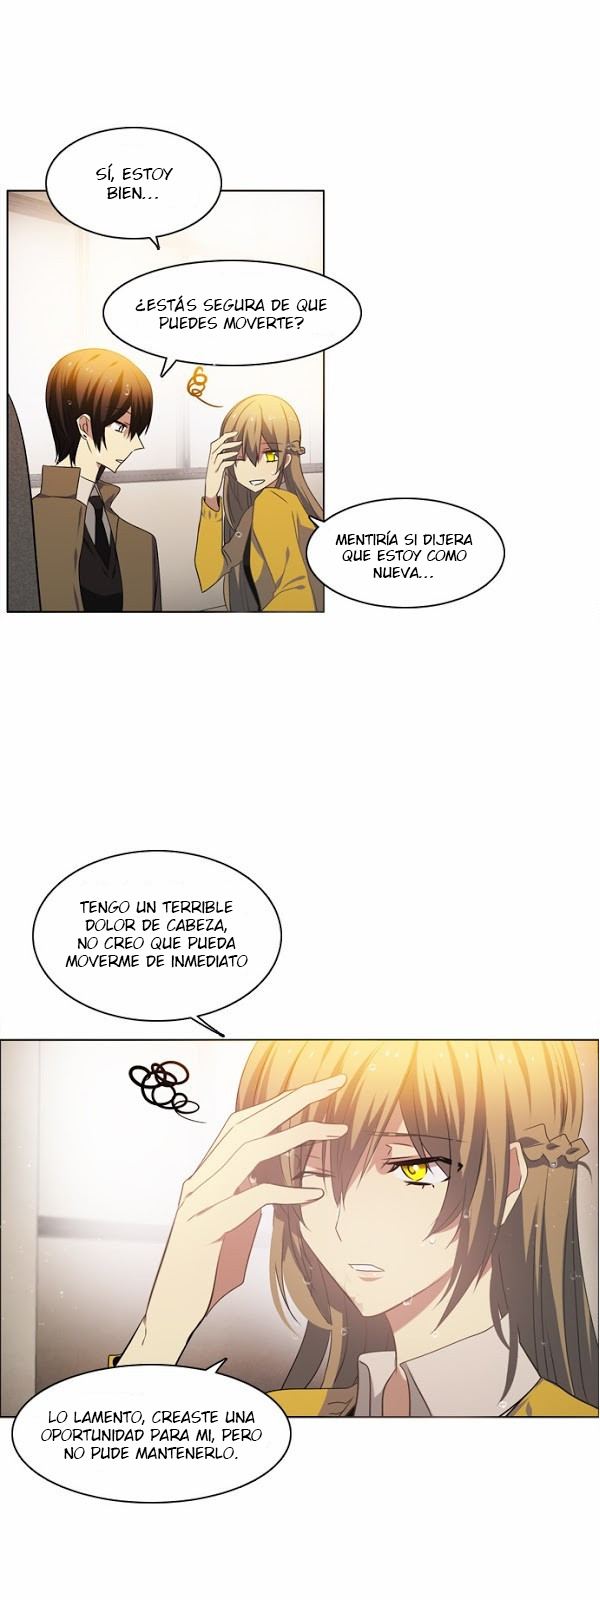 SÍ, ESTOY
BIEN...
¿ESTÁS SEGURA DE QUE
PUEDES MOVERTE?
MENTIRÍA SI DIJERA
QUE ESTOY COMO
NUEVA...
TENGO UN TERRIBLE
DOLOR DE CABEZA,
NO CREO QUE PUEDA
MOVERME DE INMEDIATO
LO LAMENTO, CREASTE UNA
OPORTUNIDAD PARA MI, PERO
NO PUDE MANTENERLO.